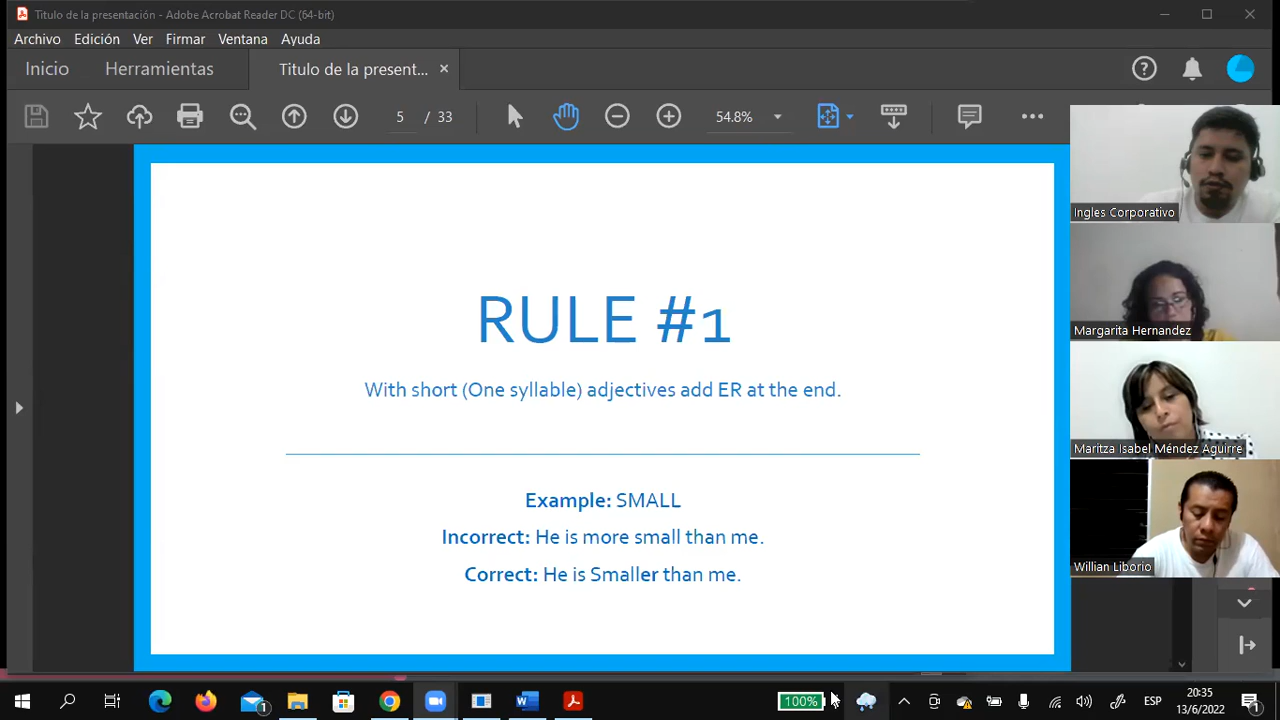 Titulo de la presentación - Adobe Acrobat Reader DC (64-bit)
Archivo Edición Ver Firmar Ventana Ayuda
Inicio Herramientas Titulo de la present... ×
5 / 33 54.8%
RULE #1
With short (One syllable) adjectives add ER at the end.
Example: SMALL
Incorrect: He is more small than me.
Correct: He is Smaller than me.
Ingles Corporativo
Margarita Hernandez
Maritza Isabel Méndez Aguirre
Willian Liborio
1
100%
ESP
20:35
13/6/2022
1